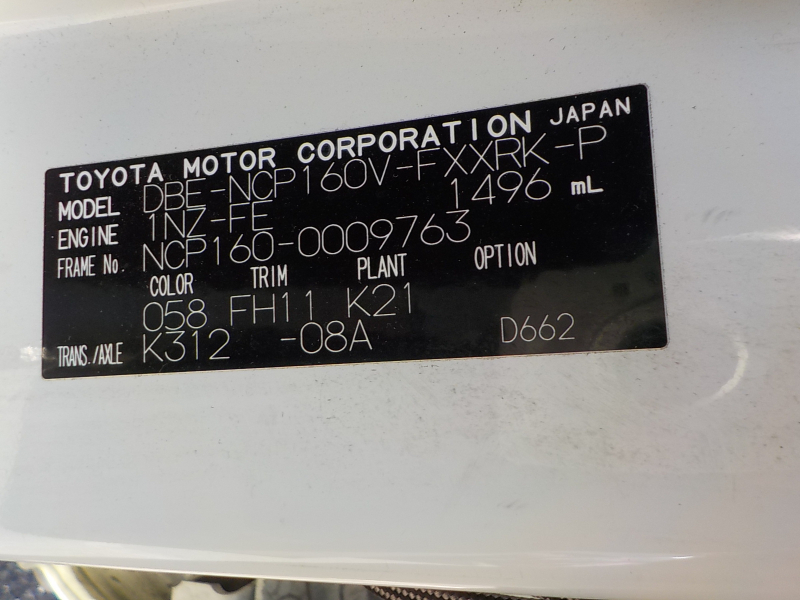 TOYOTA MOTOR CORPORATION JAPAN
MODEL DBE-NCP160V-FXXRK-P
ENGINE 1NZ-FE 1496 mL
FRAME No. NCP160-0009763
COLOR TRIM PLANT OPTION
058 FH11 K21
TRANS./AXLE K312 -08A D662